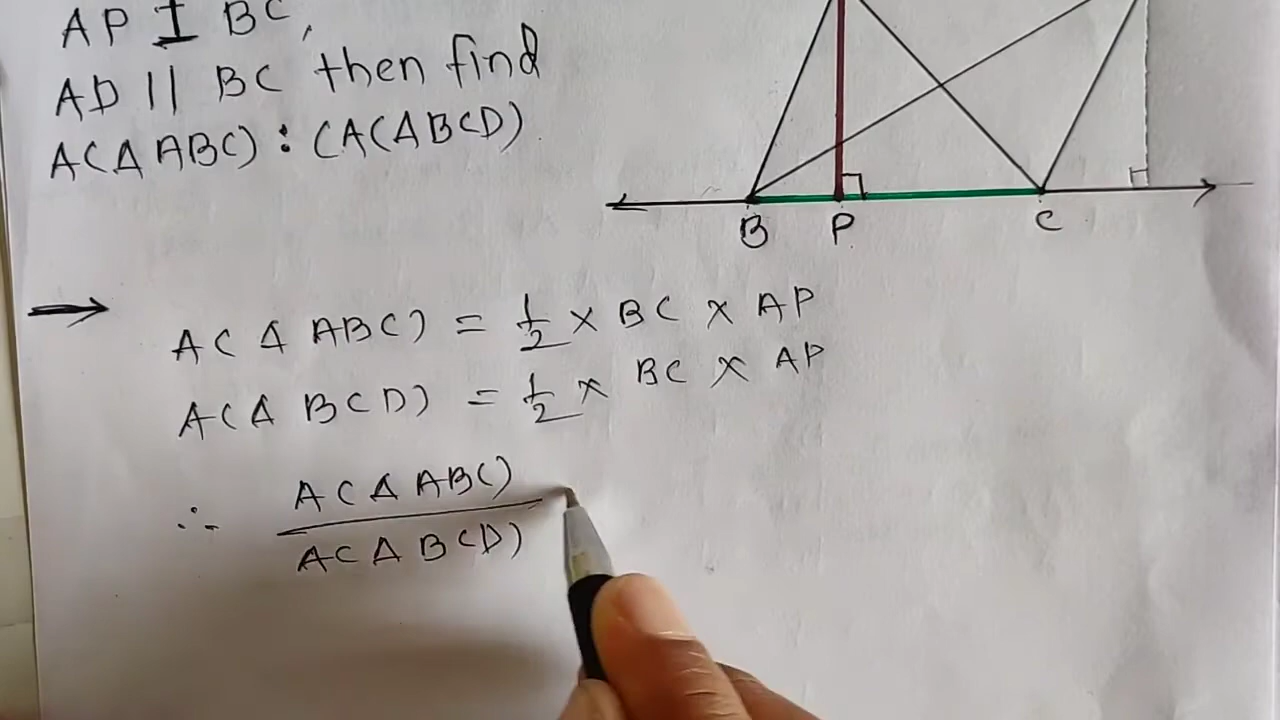 AP ⊥ BC,
AD || BC then find
A(Δ ABC) : (A(Δ BCD)
B P C
A(Δ ABC) = 1/2 × BC × AP
A(Δ BCD) = 1/2 × BC × AP
∴ A(Δ ABC)
A(Δ BCD)